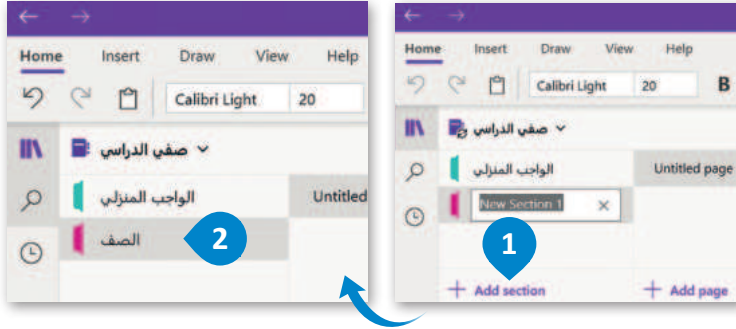 Home Insert Draw View Help
Calibri Light 20 B
صفي الدراسي
الواجب المنزلي Untitled page
New Section 1
1
+ Add section + Add page
Home Insert Draw View Help
Calibri Light 20
صفي الدراسي
الواجب المنزلي Untitled
الصف 2